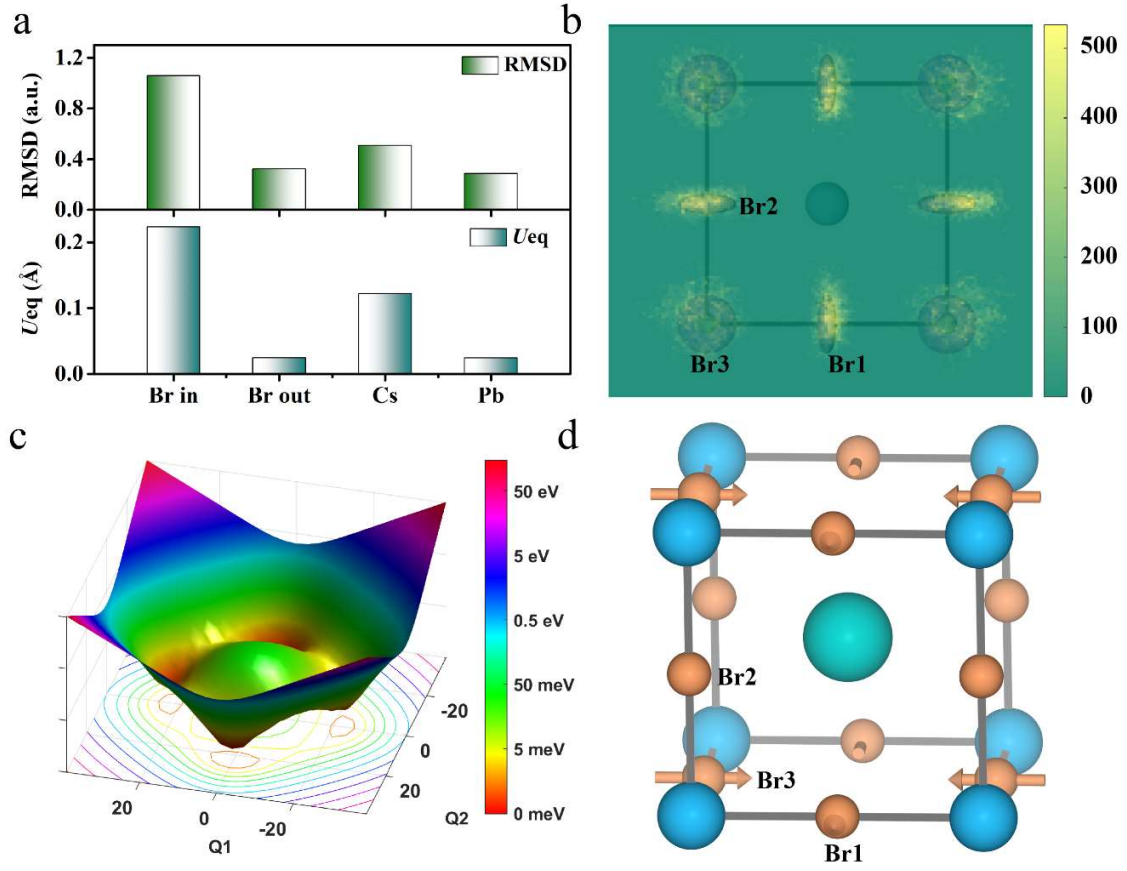 a
RMSD (a.u.)
1.2
0.8
0.4
0.0
RMSD
Ueq (Å)
0.2
0.1
0.0
Ueq
Br in
Br out
Cs
Pb
b
Br2
Br3
Br1
500
400
300
200
100
0
c
50 eV
5 eV
0.5 eV
50 meV
5 meV
0 meV
20
0
-20
Q1
-20
0
20
Q2
d
Br2
Br3
Br1